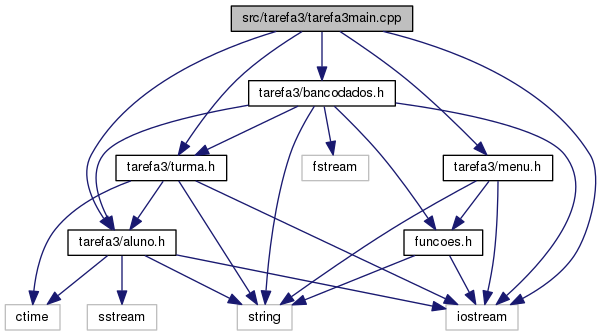 src/tarefa3/tarefa3main.cpp
tarefa3/bancodados.h
tarefa3/turma.h
fstream
tarefa3/menu.h
tarefa3/aluno.h
funcoes.h
ctime
sstream
string
iostream